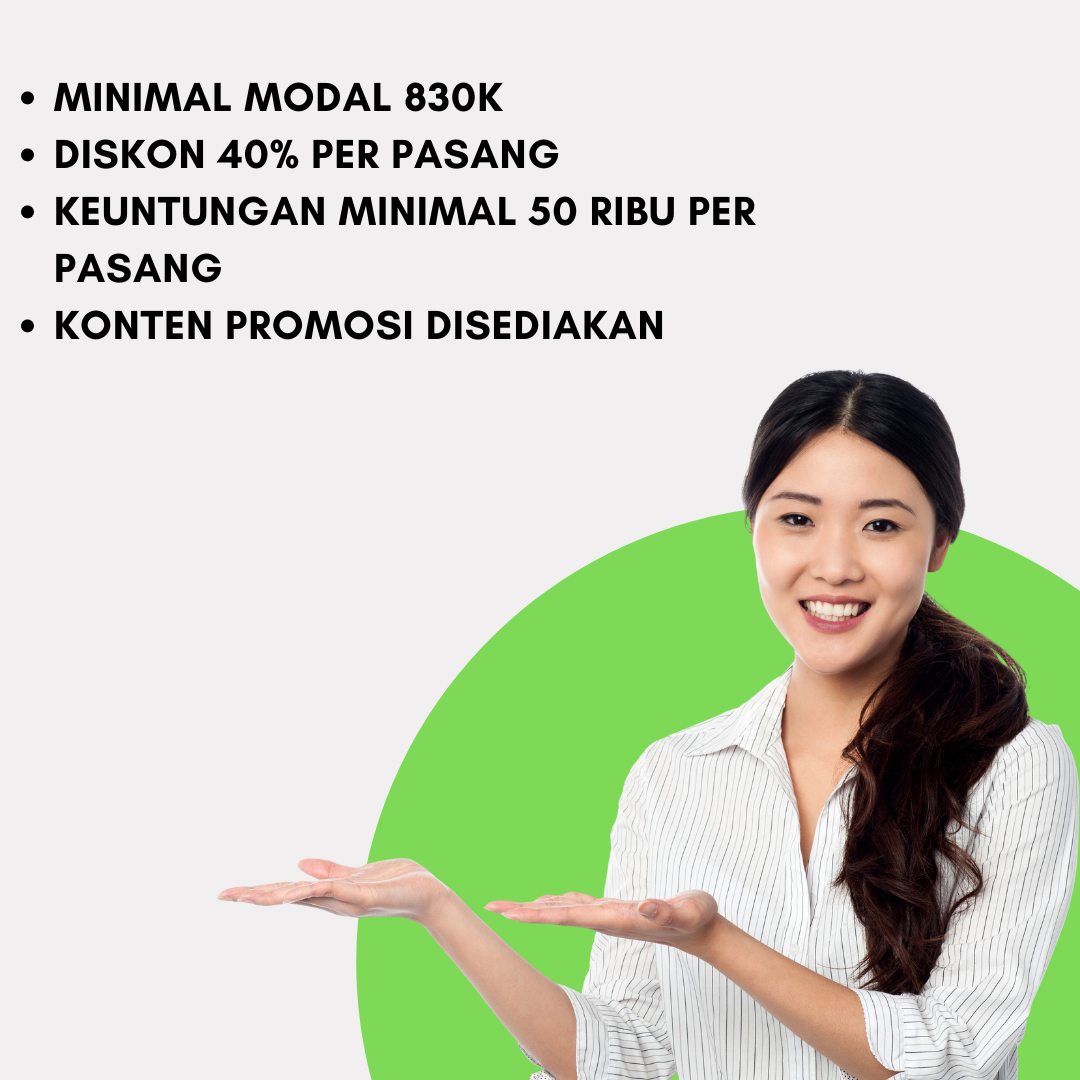 • MINIMAL MODAL 830K
• DISKON 40% PER PASANG
• KEUNTUNGAN MINIMAL 50 RIBU PER
PASANG
• KONTEN PROMOSI DISEDIAKAN